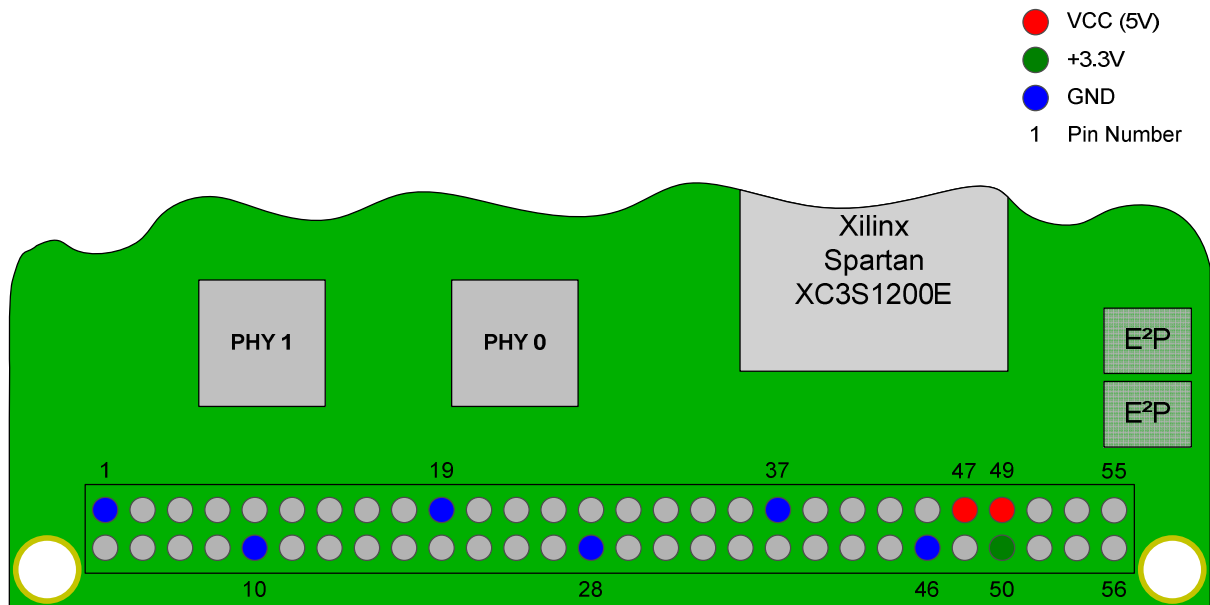 VCC (5V)
+3.3V
GND
1 Pin Number
Xilinx
Spartan
XC3S1200E
PHY 1
PHY 0
E²P
E²P
1 19 37 47 49 55
10 28 46 50 56